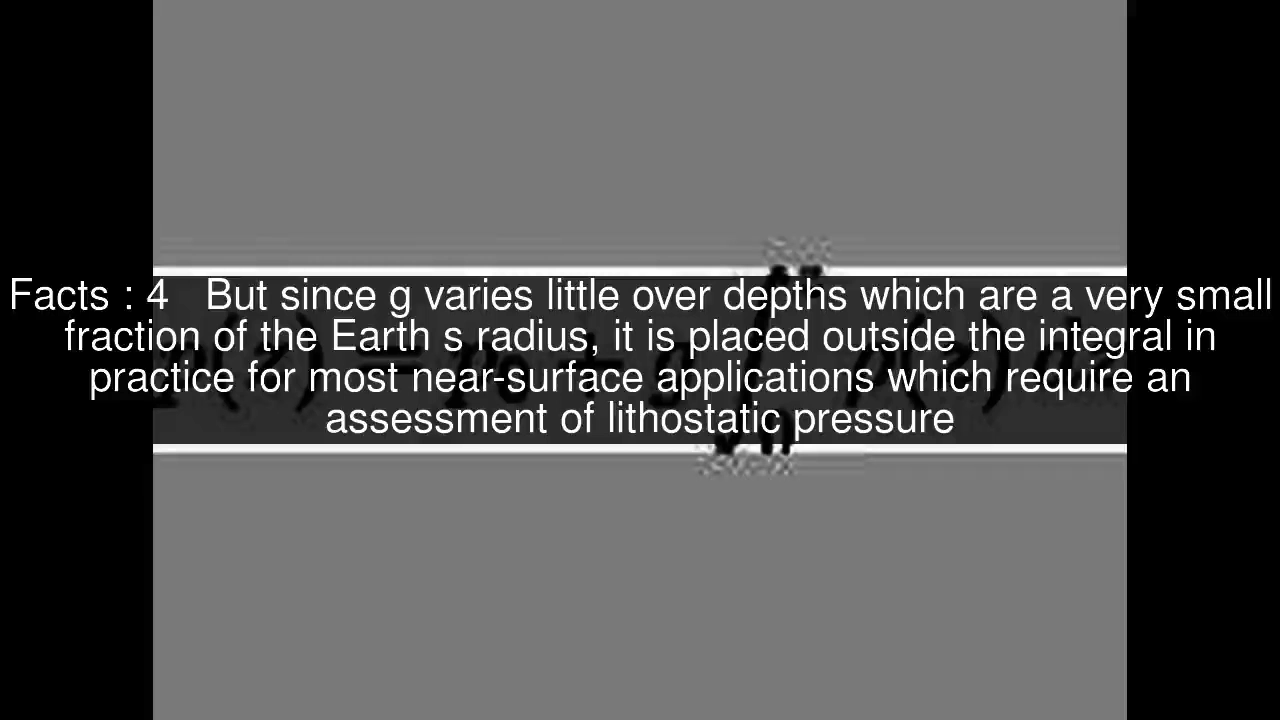 Facts : 4 But since g varies little over depths which are a very small
fraction of the Earth s radius, it is placed outside the integral in
practice for most near-surface applications which require an
assessment of lithostatic pressure